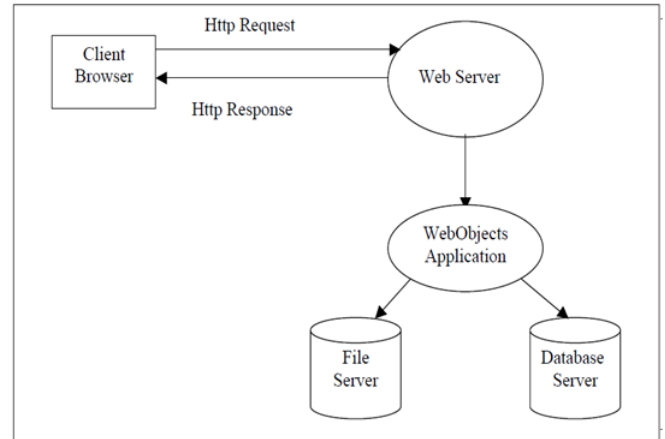 Http Request
Client
Browser
Web Server
Http Response
WebObjects
Application
File
Server
Database
Server